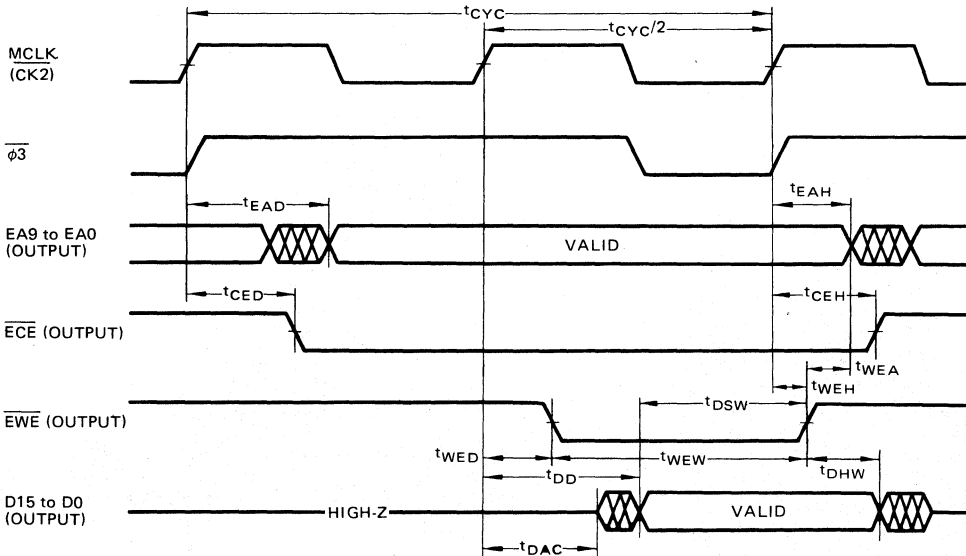 tCYC
tCYC/2
MCLK
(CK2)
φ3
tEAD
tEAH
EA9 to EA0
(OUTPUT)
VALID
tCED
tCEH
ECE (OUTPUT)
tWEA
tWEH
EWE (OUTPUT)
tDSW
tWED
tWEW
tDD
tDHW
D15 to D0
(OUTPUT)
HIGH-Z
VALID
tDAC